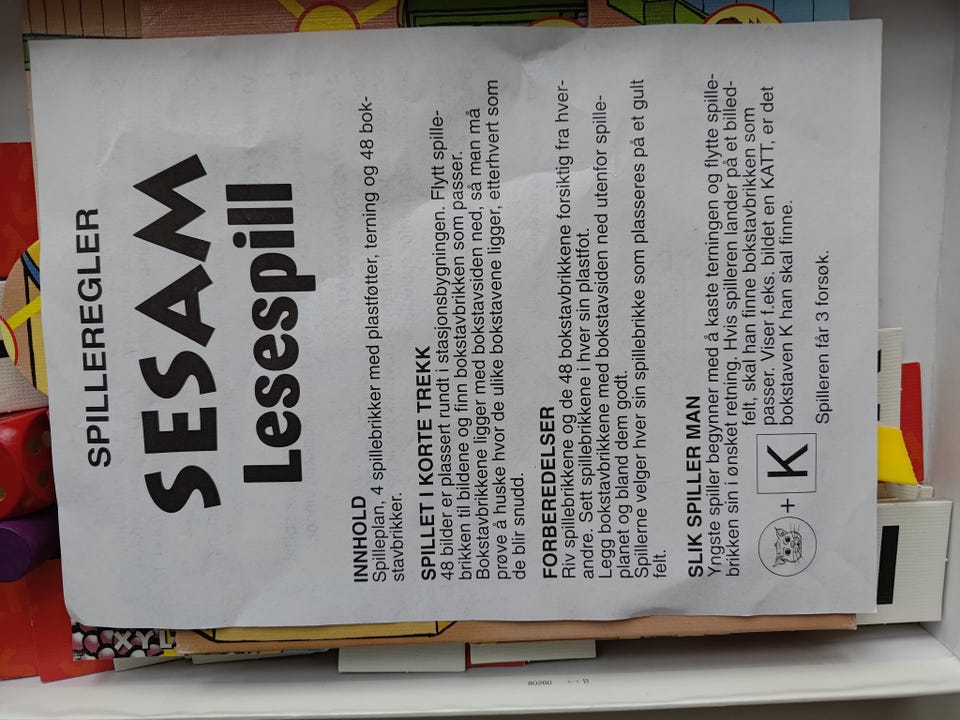 SPILLEREGLER
SESAM
Lesespill
INNHOLD
Spilleplan, 4 spillebrikker med plastføtter, terning og 48 bok-
stavbrikker.
SPILLET I KORTE TREKK
48 bilder er plassert rundt i stasjonsbygningen. Flytt spille-
brikken til bildene og finn bokstavbrikken som passer.
Bokstavbrikkene ligger med bokstavsiden ned, så man må
prøve å huske hvor de ulike bokstavene ligger, etterhvert som
de blir snudd.
FORBEREDELSER
Riv spillebrikkene og de 48 bokstavbrikkene forsiktig fra hver-
andre. Sett spillebrikkene i hver sin plastfot.
Legg bokstavbrikkene med bokstavsiden ned utenfor spille-
planet og bland dem godt.
Spillerne velger hver sin spillebrikke som plasseres på et gult
felt.
SLIK SPILLER MAN
Yngste spiller begynner med å kaste terningen og flytte spille-
brikken sin i ønsket retning. Hvis spilleren lander på et billed-
felt, skal han finne bokstavbrikken som
passer. Viser f.eks. bildet en KATT, er det
bokstaven K han skal finne.
+ K
Spilleren får 3 forsøk.
80260